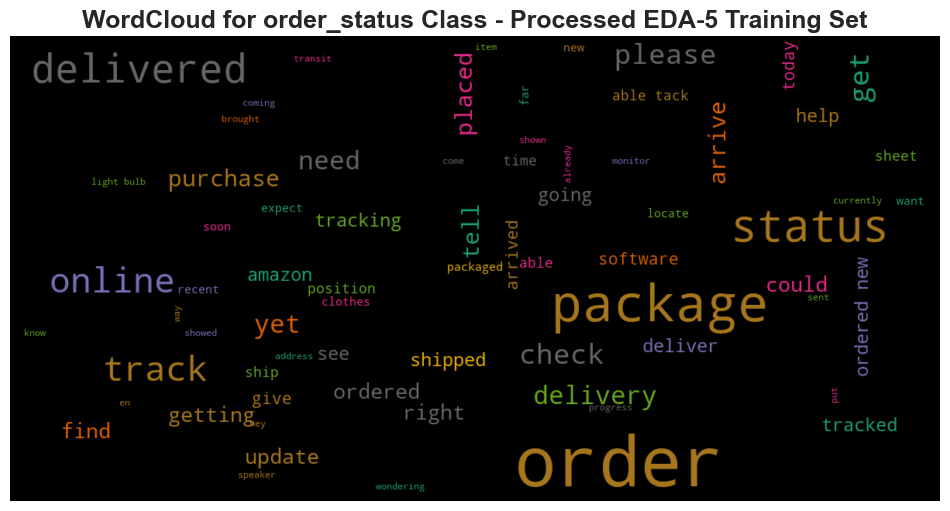 WordCloud for order_status Class - Processed EDA-5 Training Set
delivered
transit
item
new
please
today
get
placed
coming
brought
far
able tack
help
arrive
need
come
shown
time
already
monitor
sheet
light bulb
purchase
going
currently
want
soon
expect
tracking
tell
arrived
locate
status
online
recent
amazon
packaged
able
software
position
clothes
package
could
sent
ordered new
way
know
showed
yet
address
see
shipped
check
deliver
track
ship
ordered
delivery
en
give
getting
hey
right
progress
put
find
tracked
update
speaker
wondering
order